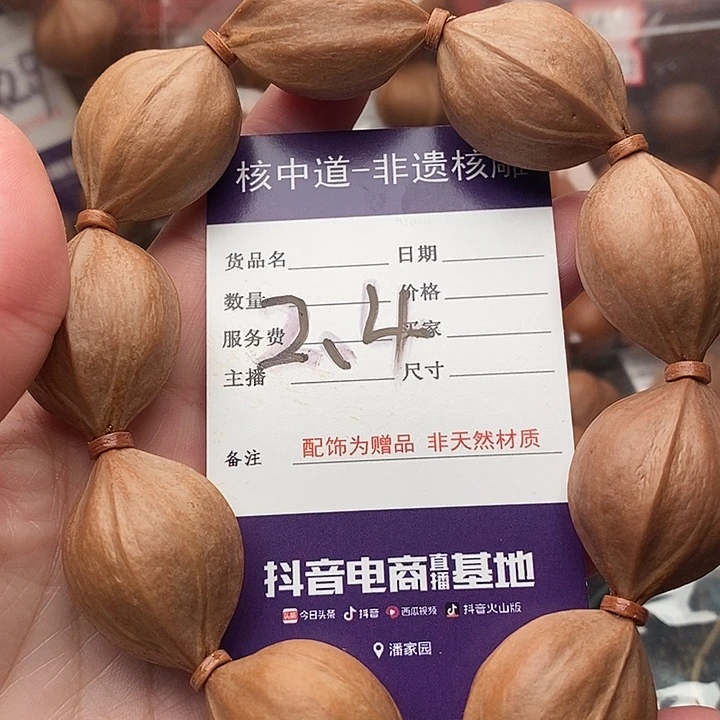 核中道-非遗核雕
货品名 日期
数量 价格
服务费 买家
2、4
主播 尺寸
备注 配饰为赠品 非天然材质
抖音电商直播基地
头条 今日头条 抖音 西瓜视频 抖音火山版
潘家园